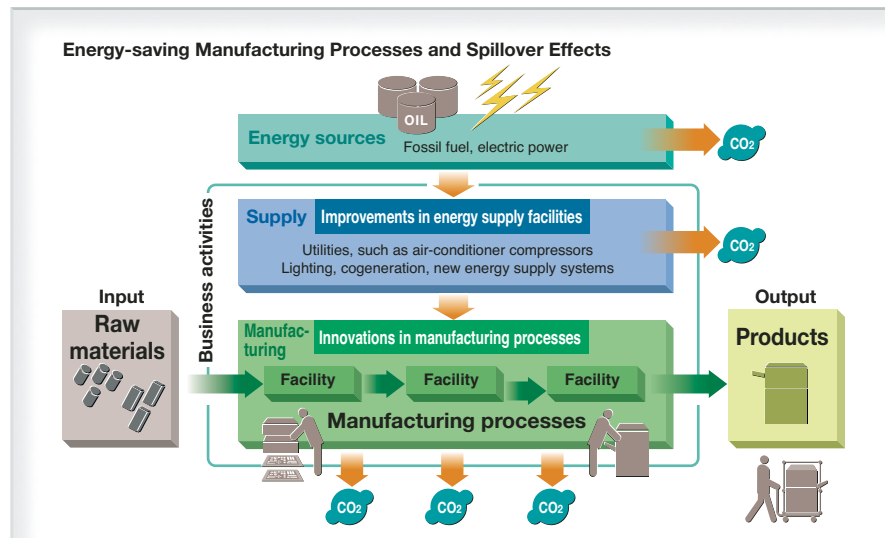 Energy-saving Manufacturing Processes and Spillover Effects
OIL
Energy sources
Fossil fuel, electric power
CO2
Business activities
Supply
Improvements in energy supply facilities
Utilities, such as air-conditioner compressors
Lighting, cogeneration, new energy supply systems
CO2
Input
Raw
materials
Manufac-
turing
Innovations in manufacturing processes
Facility
Facility
Facility
Manufacturing processes
Output
Products
CO2
CO2
CO2